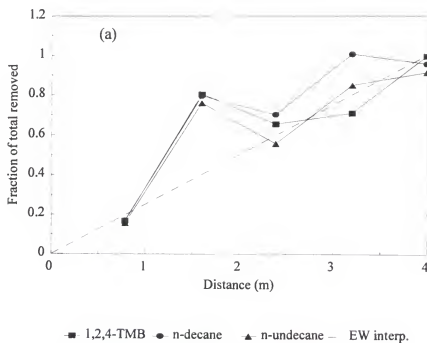 1.2
(a)
1
0.8
0.6
0.4
0.2
0
Fraction of total removed
0 1 2 3 4
Distance (m)
1,2,4-TMB n-decane n-undecane EW interp.